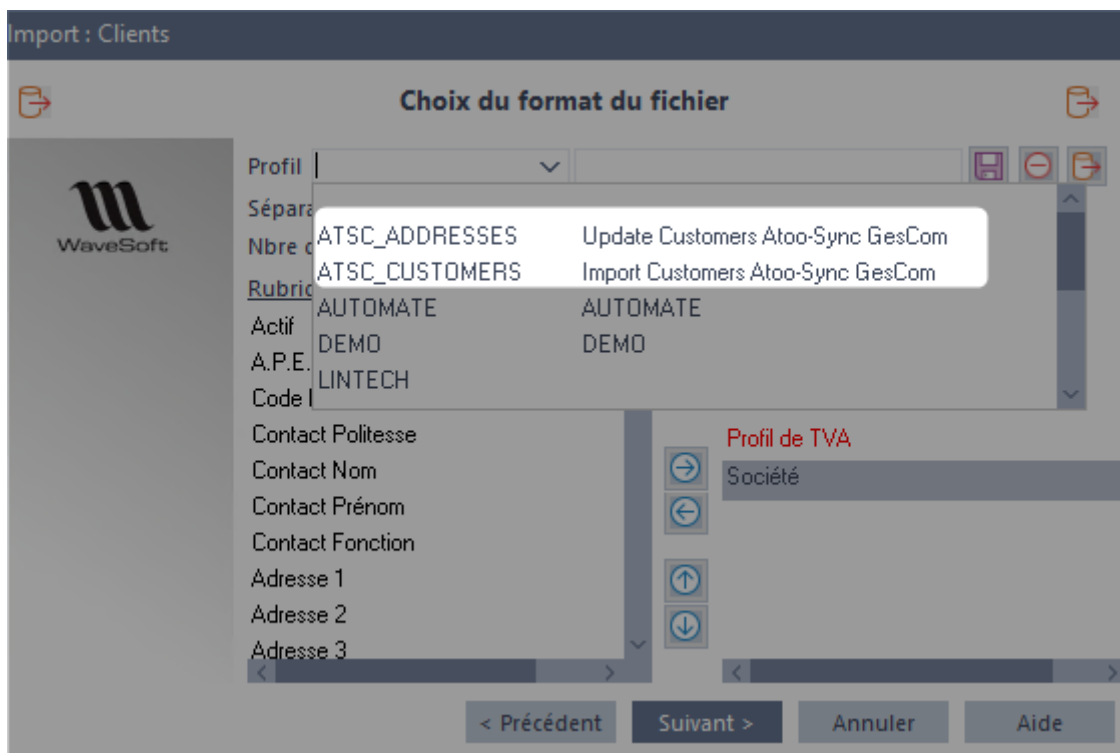 Import : Clients
Choix du format du fichier
WaveSoft
Profil
Sépara
Nbre d
Rubric
ATSC_ADDRESSES Update Customers Atoo-Sync GesCom
ATSC_CUSTOMERS Import Customers Atoo-Sync GesCom
AUTOMATE AUTOMATE
DEMO DEMO
LINTECH
Actif
A.P.E.
Code
Contact Politesse
Contact Nom
Contact Prénom
Contact Fonction
Adresse 1
Adresse 2
Adresse 3
Profil de TVA
Société
< Précédent Suivant > Annuler Aide